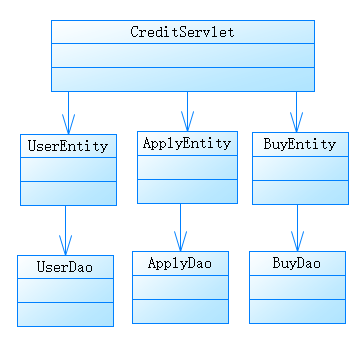 CreditServlet
UserEntity
ApplyEntity
BuyEntity
UserDao
ApplyDao
BuyDao